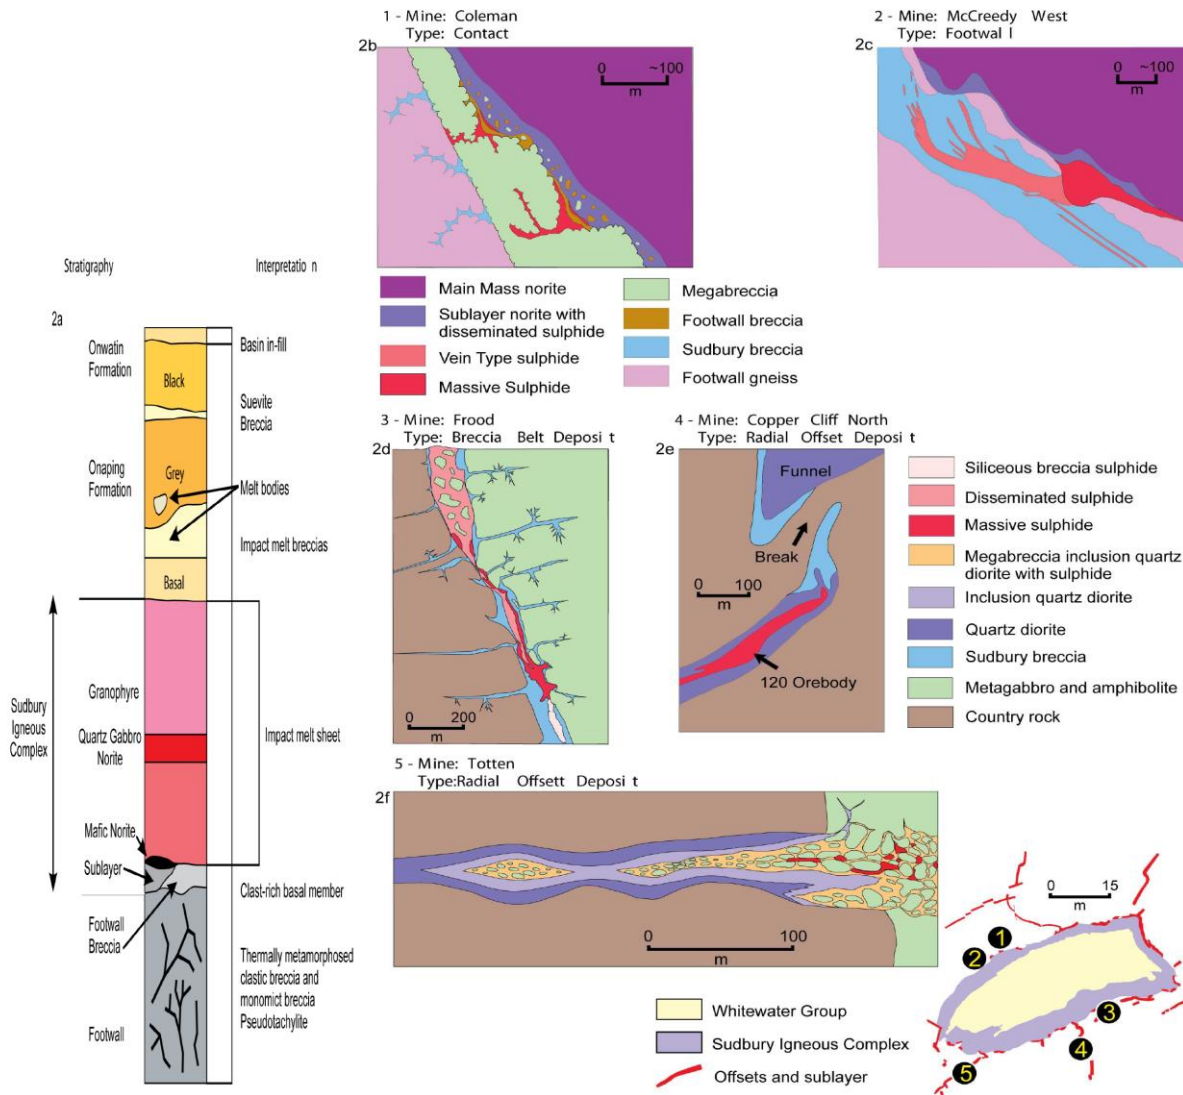 1 - Mine: Coleman
Type: Contact
2b
0 ~100
m
2 - Mine: McCreedy West
Type: Footwal l
2c
0 ~100
m
Main Mass norite
Sublayer norite with
disseminated sulphide
Vein Type sulphide
Massive Sulphide
Megabreccia
Footwall breccia
Sudbury breccia
Footwall gneiss
Stratigraphy
Interpretatio n
2a
Onwatin
Formation
Black
Basin in-fill
Suevite
Breccia
Onaping
Formation
Grey
Melt bodies
Impact melt breccias
Basal
Sudbury
Igneous
Complex
Granophyre
Quartz Gabbro
Norite
Impact melt sheet
Mafic Norite
Sublayer
Clast-rich basal member
Footwall
Breccia
Thermally metamorphosed
clastic breccia and
monomict breccia
Pseudotachylite
Footwall
3 - Mine: Frood
Type: Breccia Belt Deposi t
2d
0 200
m
4 - Mine: Copper Cliff North
Type: Radial Offset Deposi t
2e
Funnel
Break
0 100
m
120 Orebody
Siliceous breccia sulphide
Disseminated sulphide
Massive sulphide
Megabreccia inclusion quartz
diorite with sulphide
Inclusion quartz diorite
Quartz diorite
Sudbury breccia
Metagabbro and amphibolite
Country rock
5 - Mine: Totten
Type:Radial Offsett Deposi t
2f
0 100
m
0 15
m
1
2
3
4
5
Whitewater Group
Sudbury Igneous Complex
Offsets and sublayer